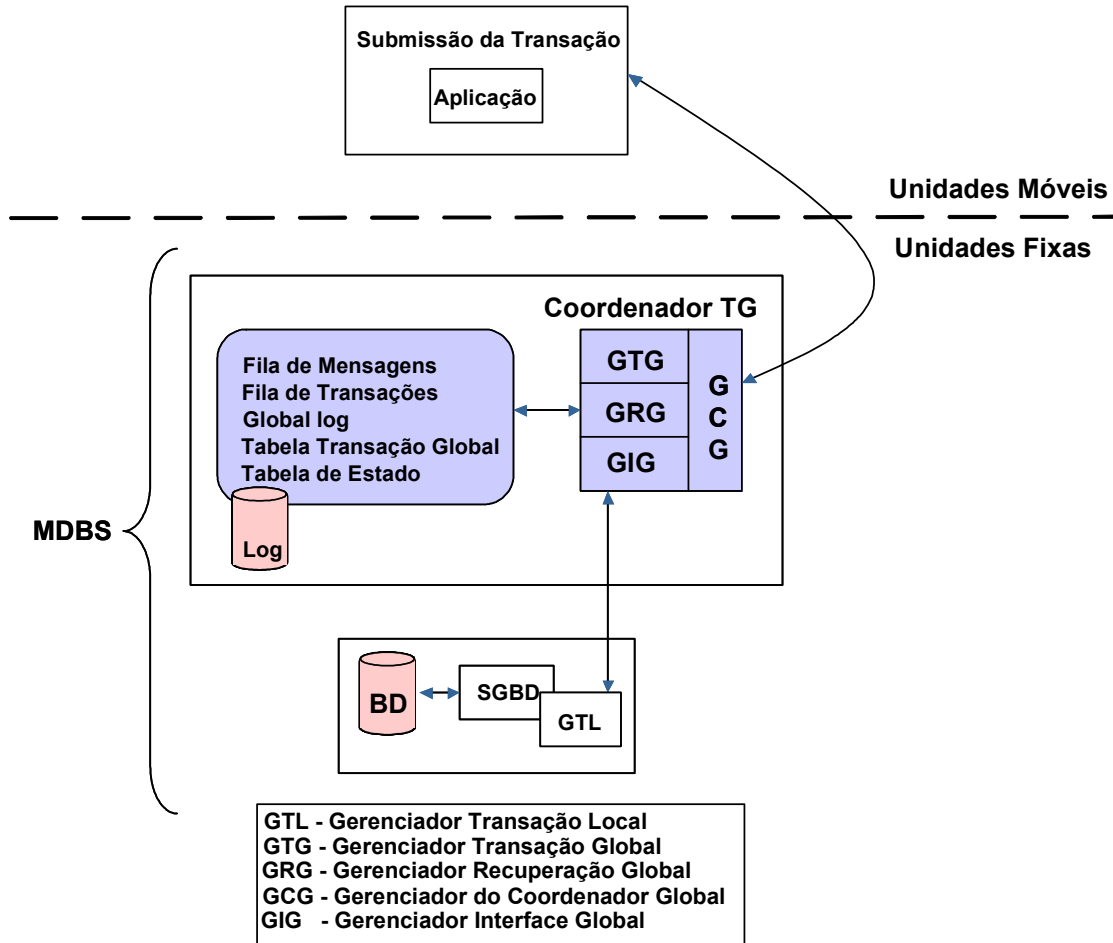 Submissão da Transação
Aplicação
Unidades Móveis
Unidades Fixas
Coordenador TG
Fila de Mensagens
Fila de Transações
Global log
Tabela Transação Global
Tabela de Estado
Log
GTG
GRG
GIG
G
C
G
MDBS
BD
SGBD
GTL
GTL - Gerenciador Transação Local
GTG - Gerenciador Transação Global
GRG - Gerenciador Recuperação Global
GCG - Gerenciador do Coordenador Global
GIG - Gerenciador Interface Global